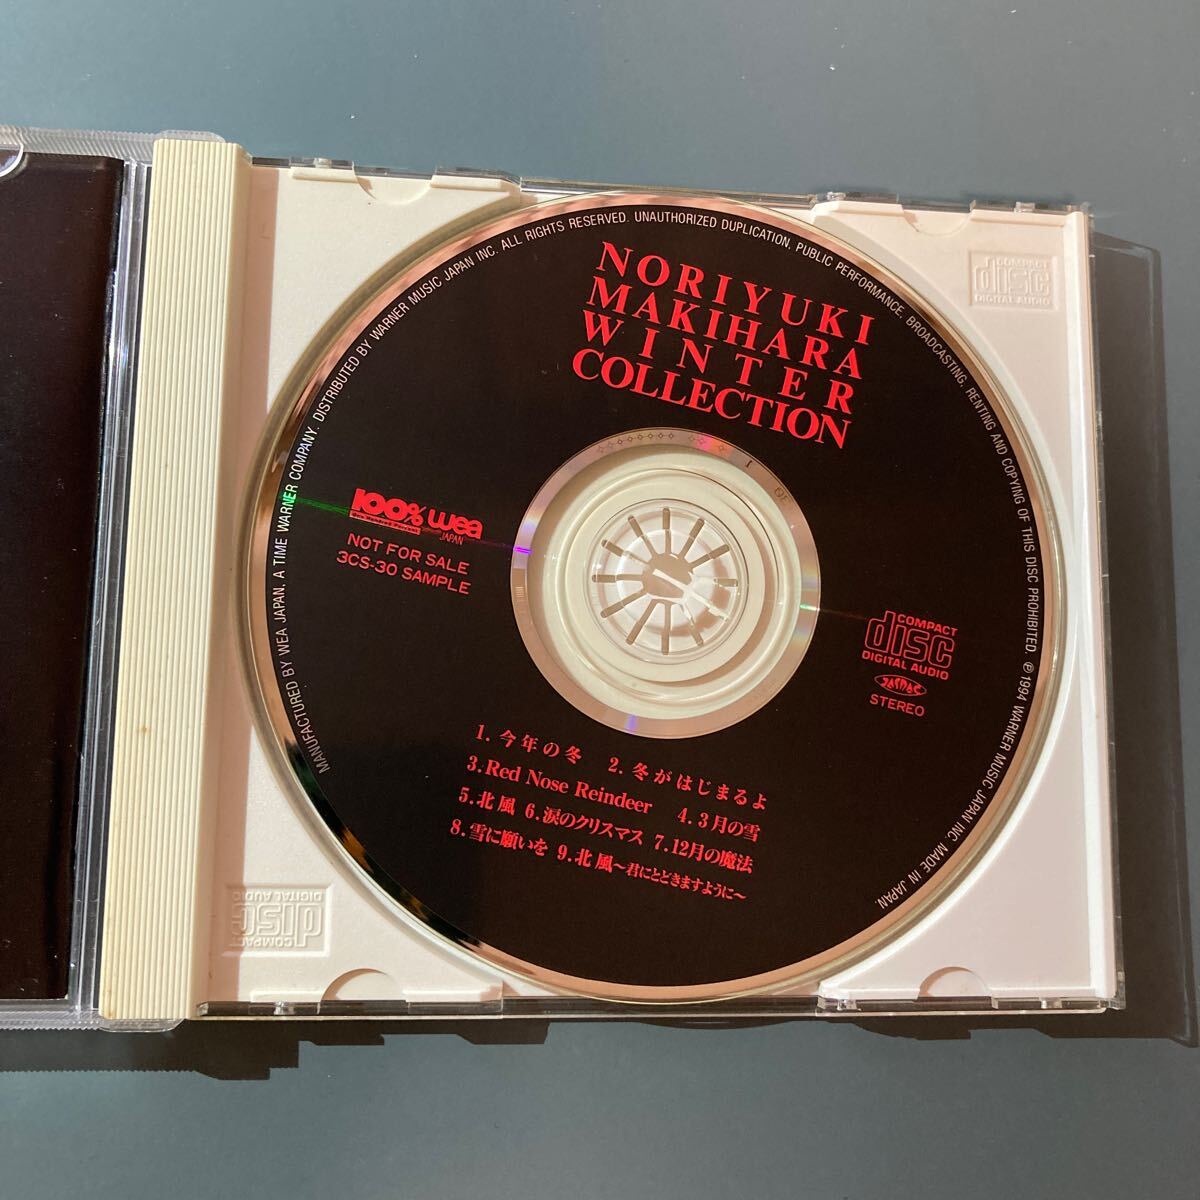 MANUFACTURED BY WEA JAPAN, A TIME WARNER COMPANY. DISTRIBUTED BY WARNER MUSIC JAPAN INC. ALL RIGHTS RESERVED. UNAUTHORIZED DUPLICATION, PUBLIC PERFORMANCE, BROADCASTING, RENTING AND COPYING OF THIS DISC PROHIBITED. ℗ 1994 WARNER MUSIC JAPAN INC. MADE IN JAPAN.
NORIYUKI
MAKIHARA
WINTER
COLLECTION
100% wea
One Hundred Percent
JAPAN
NOT FOR SALE
3CS-30 SAMPLE
COMPACT
disc
DIGITAL AUDIO
STEREO
1. 今年の冬 2. 冬がはじまるよ
3. Red Nose Reindeer 4. 3月の雪
5. 北風 6. 涙のクリスマス 7. 12月の魔法
8. 雪に願いを 9. 北風〜君にとどきますように〜
COMPACT
disc
DIGITAL AUDIO
COMPACT
disc
DIGITAL AUDIO